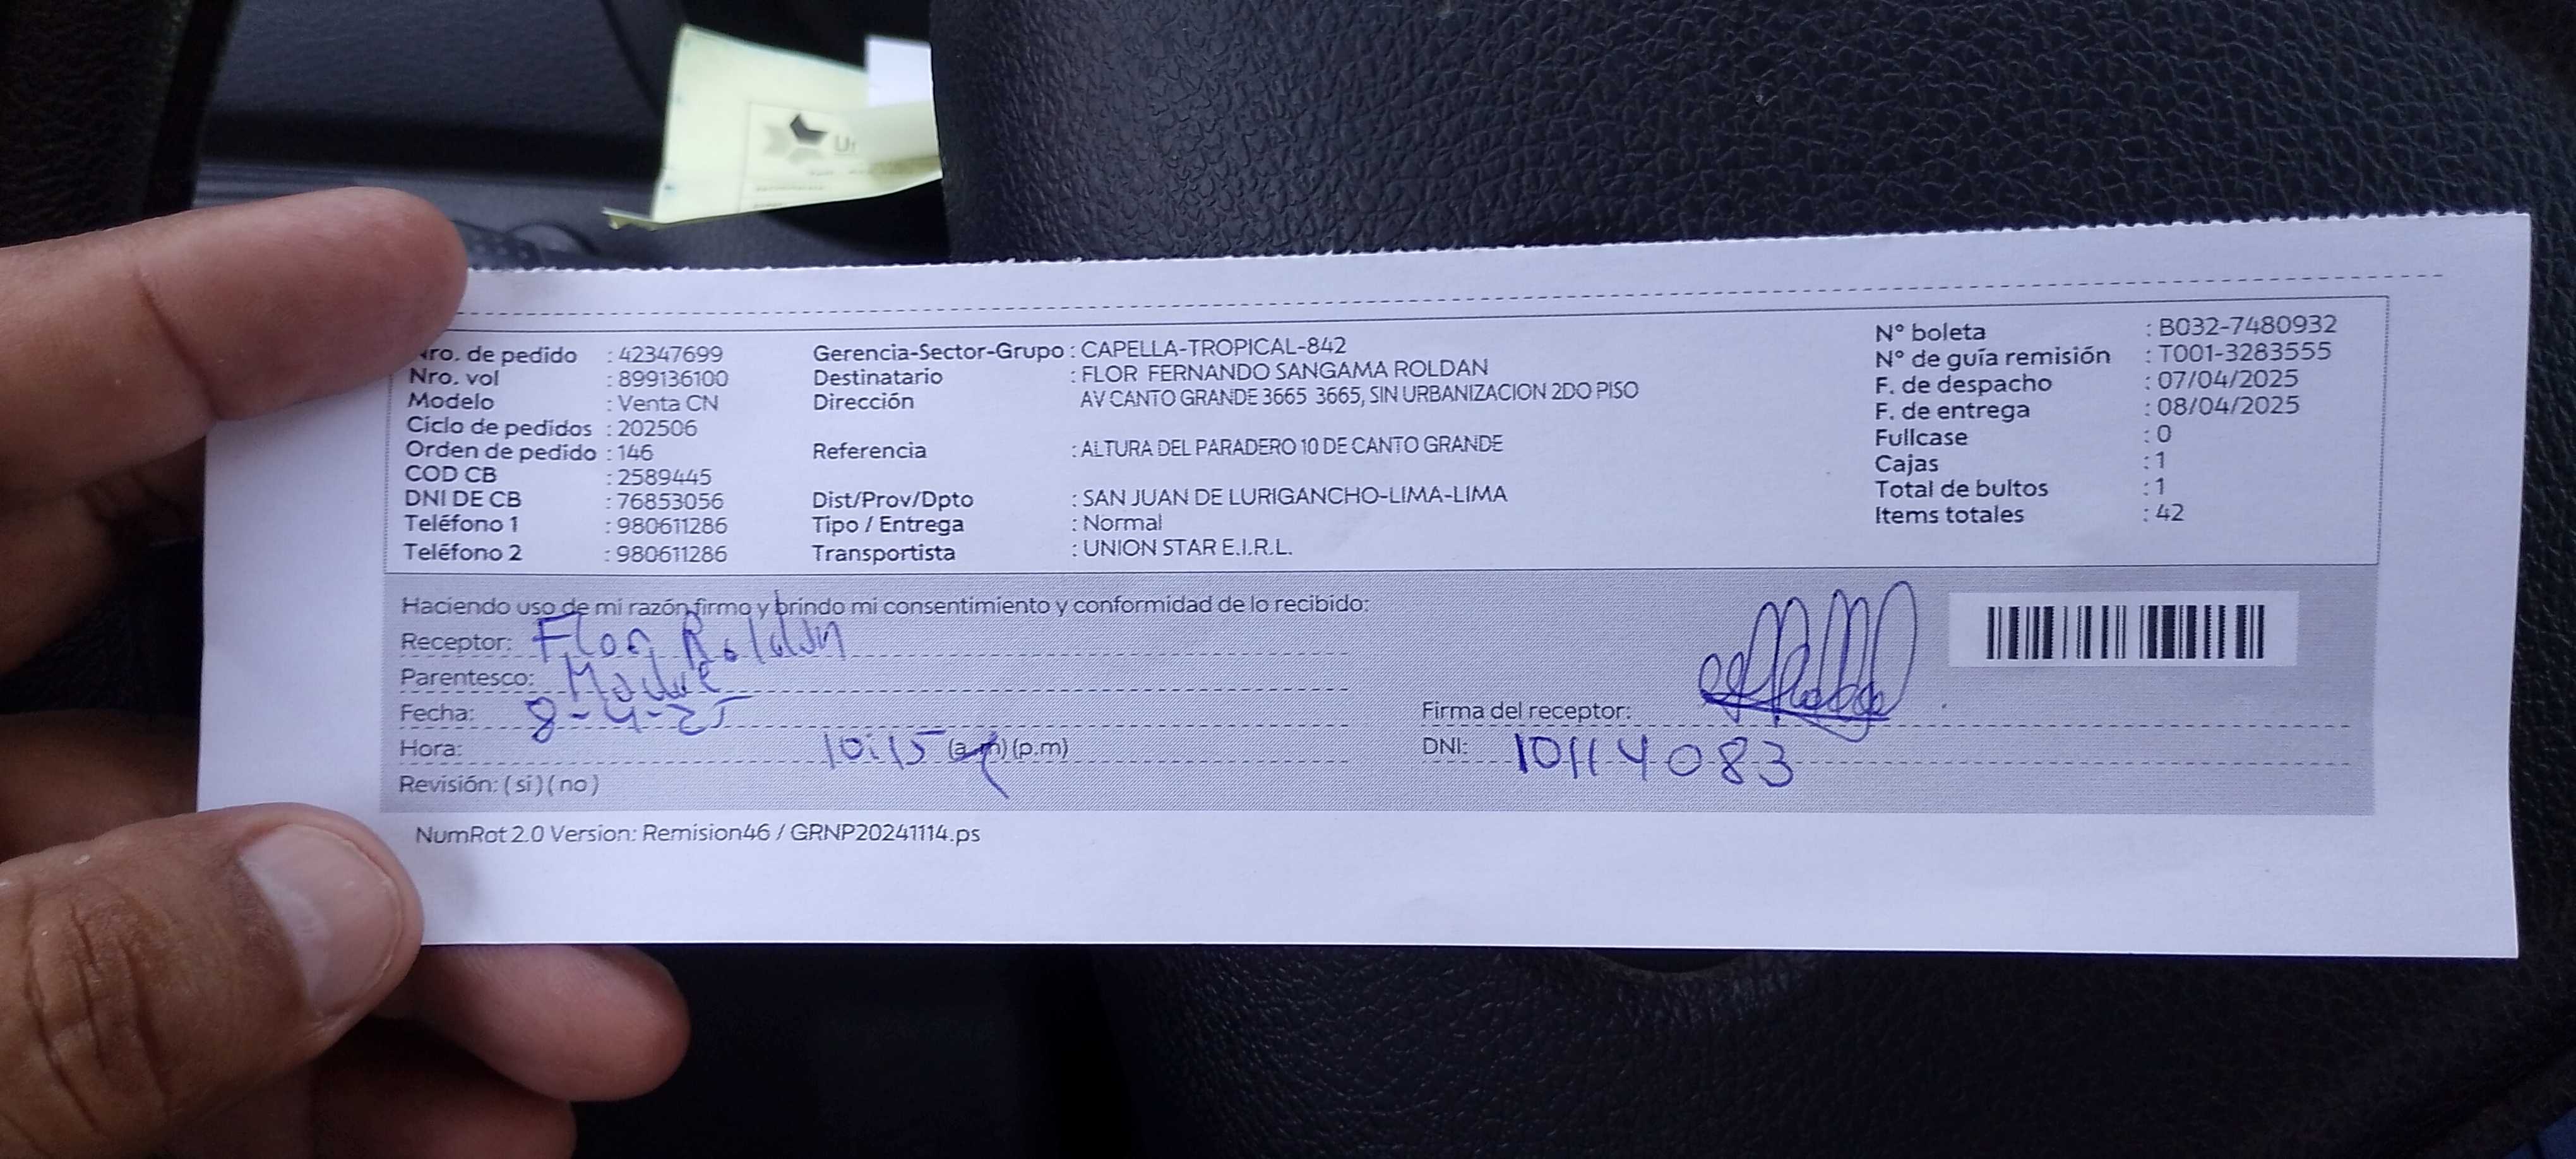 Nro. de pedido : 42347699 Gerencia-Sector-Grupo : CAPELLA-TROPICAL-842 N° boleta : B032-7480932
Nro. vol : 899136100 Destinatario : FLOR FERNANDO SANGAMA ROLDAN N° de guía remisión : T001-3283555
Modelo : Venta CN Dirección AV CANTO GRANDE 3665 3665, SIN URBANIZACION 2DO PISO F. de despacho : 07/04/2025
Ciclo de pedidos : 202506 F. de entrega : 08/04/2025
Orden de pedido : 146 Referencia : ALTURA DEL PARADERO 10 DE CANTO GRANDE Fullcase : 0
COD CB : 2589445 Cajas : 1
DNI DE CB : 76853056 Dist/Prov/Dpto : SAN JUAN DE LURIGANCHO-LIMA-LIMA Total de bultos : 1
Teléfono 1 : 980611286 Tipo / Entrega : Normal Items totales : 42
Teléfono 2 : 980611286 Transportista : UNION STAR E.I.R.L.
Haciendo uso de mi razón firmo y brindo mi consentimiento y conformidad de lo recibido:
Receptor: Flor Roldan
Parentesco: Madre
Fecha: 8-4-25 Firma del receptor:
Hora: 10:15 (a.m) (p.m) DNI: 10114083
Revisión: ( si ) ( no )
NumRot 2.0 Version: Remision46 / GRNP20241114.ps